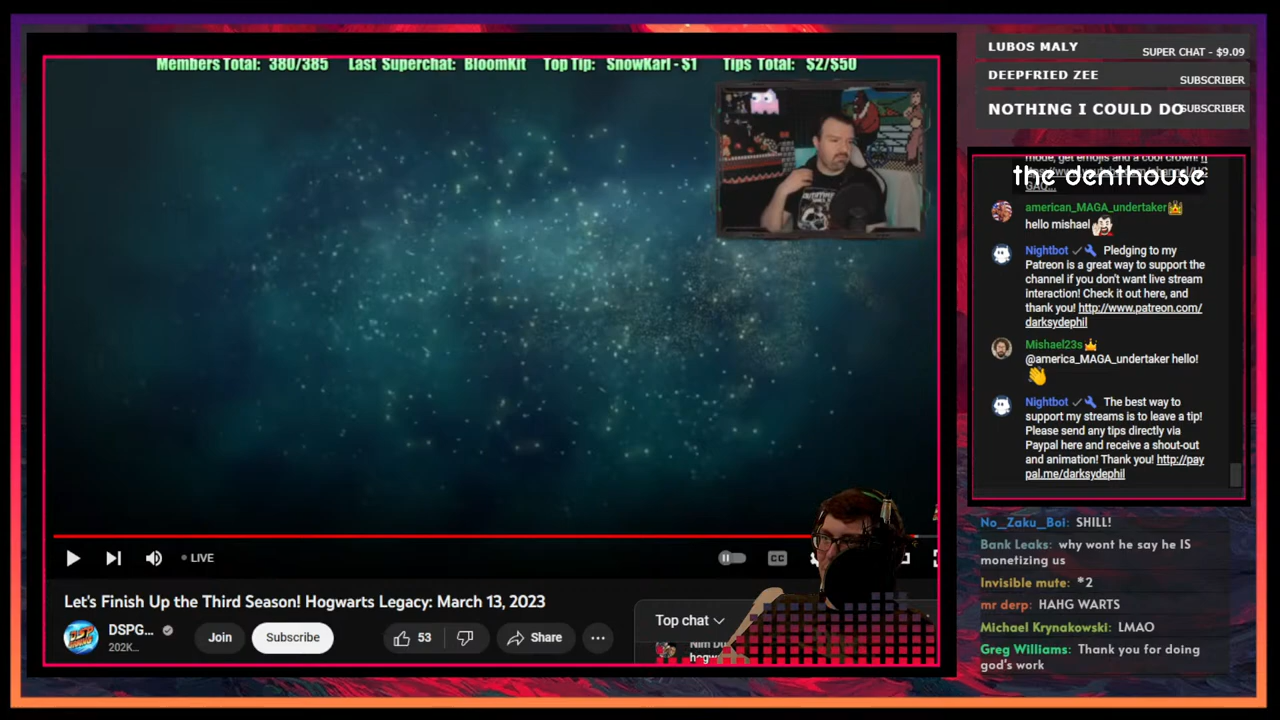 Members Total: 380/385 Last Superchat: BloomKit Top Tip: SnowKarl - $1 Tips Total: $2/$50
LIVE
CC
Let's Finish Up the Third Season! Hogwarts Legacy: March 13, 2023
DSPG...
202K...
Join
Subscribe
53
Share
Top chat
LUBOS MALY SUPER CHAT - $9.09
DEEPFRIED ZEE SUBSCRIBER
NOTHING I COULD DO SUBSCRIBER
mode, get emojis and a cool crown!
the denthouse
american_MAGA_undertaker
hello mishael
Nightbot Pledging to my
Patreon is a great way to support the
channel if you don't want live stream
interaction! Check it out here, and
thank you! http://www.patreon.com/
darksydephil
Mishael23s
@america_MAGA_undertaker hello!
Nightbot The best way to
support my streams is to leave a tip!
Please send any tips directly via
Paypal here and receive a shout-out
and animation! Thank you! http://pay
pal.me/darksydephil
No_Zaku_Boi: SHILL!
Bank Leaks: why wont he say he IS
monetizing us
Invisible mute: *2
mr derp: HAHG WARTS
Michael Krynakowski: LMAO
Greg Williams: Thank you for doing
god's work